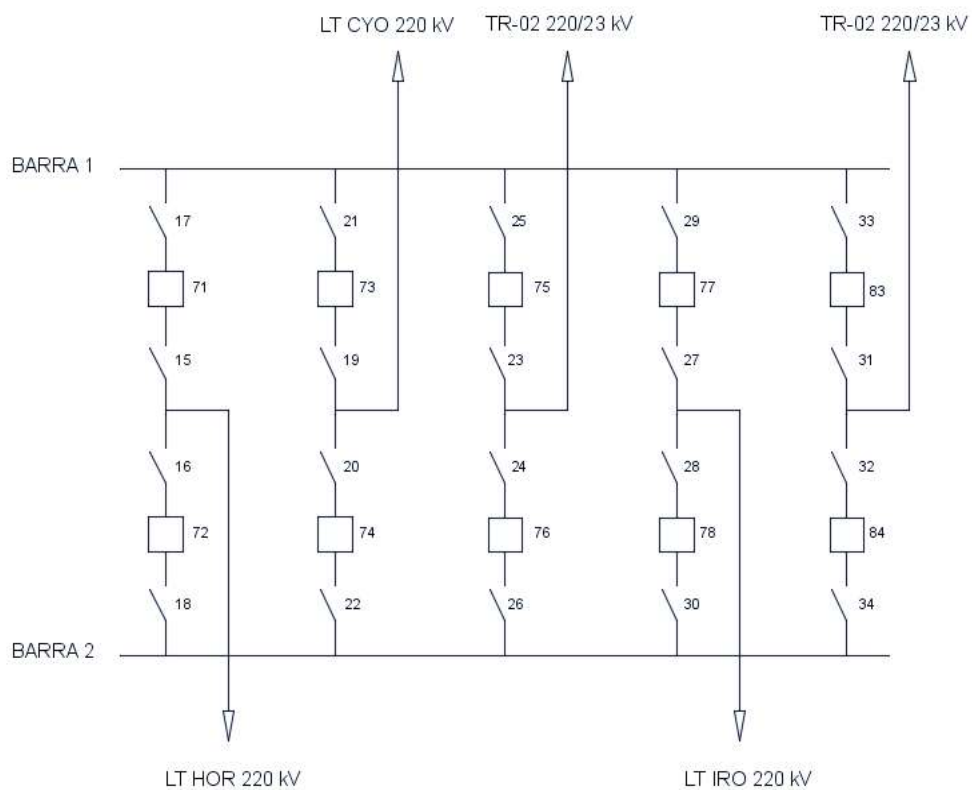 LT CYO 220 kV TR-02 220/23 kV TR-02 220/23 kV
BARRA 1
17 21 25 29 33
71 73 75 77 83
15 19 23 27 31
16 20 24 28 32
72 74 76 78 84
18 22 26 30 34
BARRA 2
LT HOR 220 kV LT IRO 220 kV